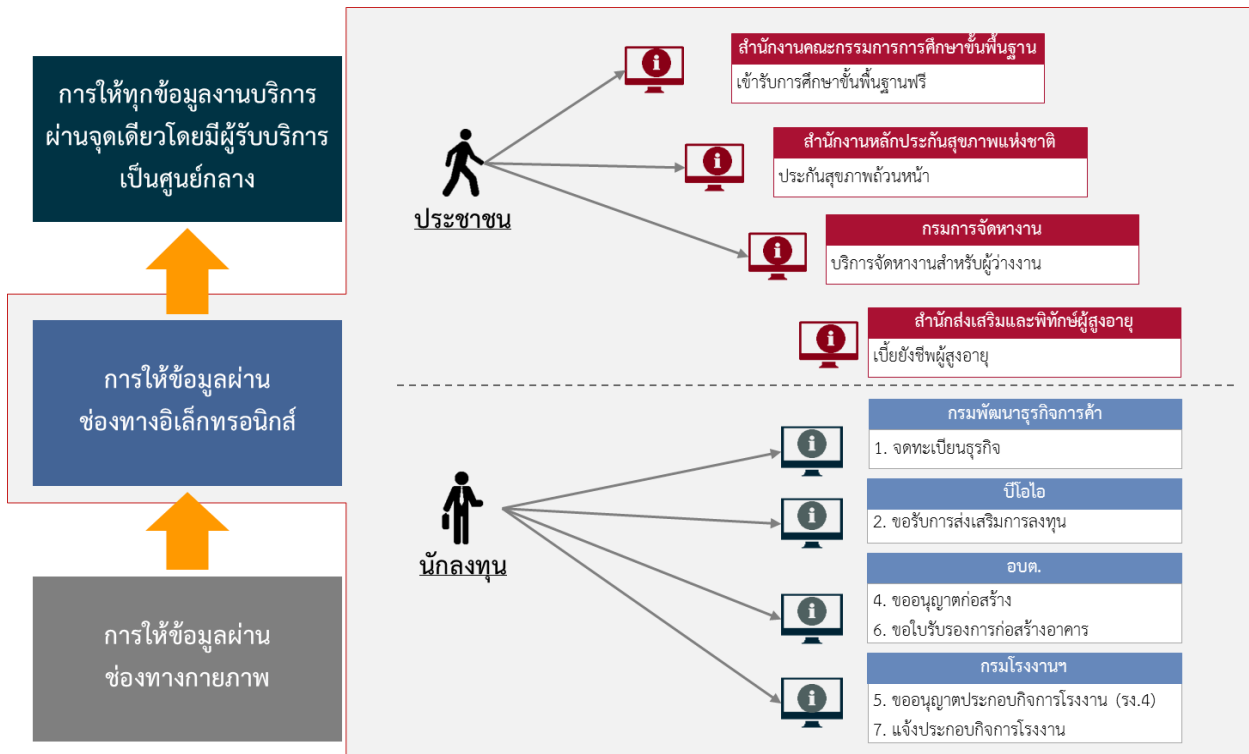 การให้ทุกข้อมูลงานบริการ
ผ่านจุดเดียวโดยมีผู้รับบริการ
เป็นศูนย์กลาง
การให้ข้อมูลผ่าน
ช่องทางอิเล็กทรอนิกส์
การให้ข้อมูลผ่าน
ช่องทางกายภาพ
ประชาชน
สำนักงานคณะกรรมการการศึกษาขั้นพื้นฐาน
เข้ารับการศึกษาขั้นพื้นฐานฟรี
สำนักงานหลักประกันสุขภาพแห่งชาติ
ประกันสุขภาพถ้วนหน้า
กรมการจัดหางาน
บริการจัดหางานสำหรับผู้ว่างงาน
สำนักส่งเสริมและพิทักษ์ผู้สูงอายุ
เบี้ยยังชีพผู้สูงอายุ
นักลงทุน
กรมพัฒนาธุรกิจการค้า
1. จดทะเบียนธุรกิจ
บีโอไอ
2. ขอรับการส่งเสริมการลงทุน
อบต.
4. ขออนุญาตก่อสร้าง
6. ขอใบรับรองการก่อสร้างอาคาร
กรมโรงงานฯ
5. ขออนุญาตประกอบกิจการโรงงาน (รง.4)
7. แจ้งประกอบกิจการโรงงาน